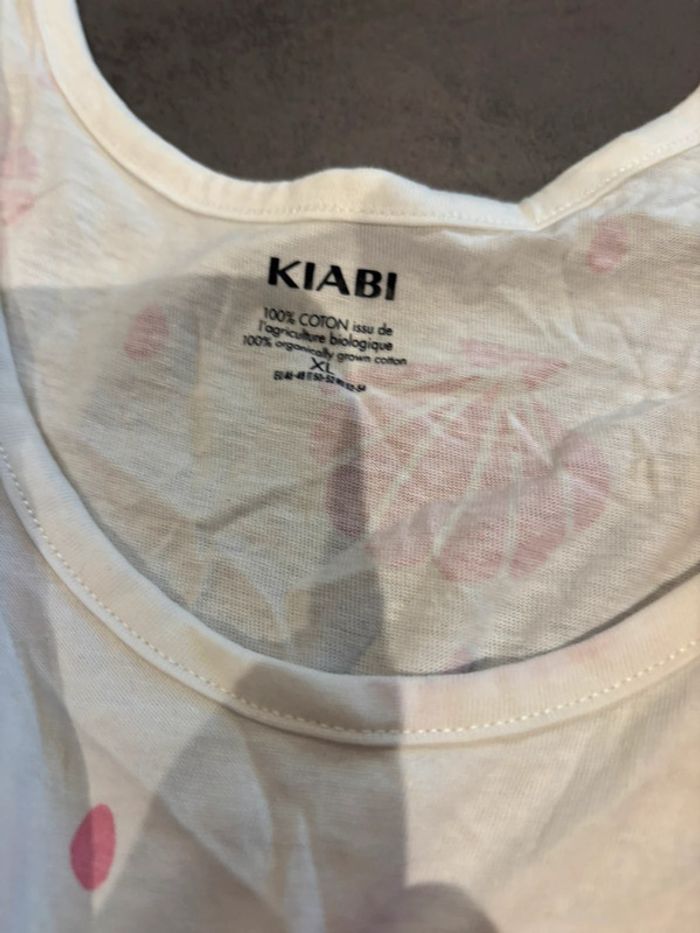 KIABI
100% COTON issu de
l'agriculture biologique
100% organically grown cotton
XL